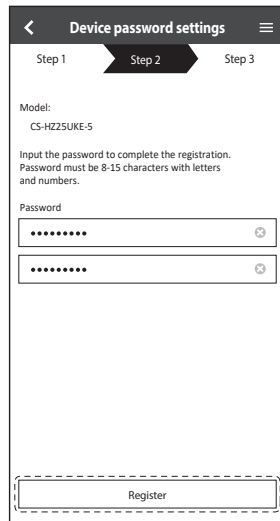 Device password settings
Step 1 Step 2 Step 3
Model:
CS-HZ25UKE-5
Input the password to complete the registration.
Password must be 8-15 characters with letters
and numbers.
Password
•••••••••
•••••••••
Register